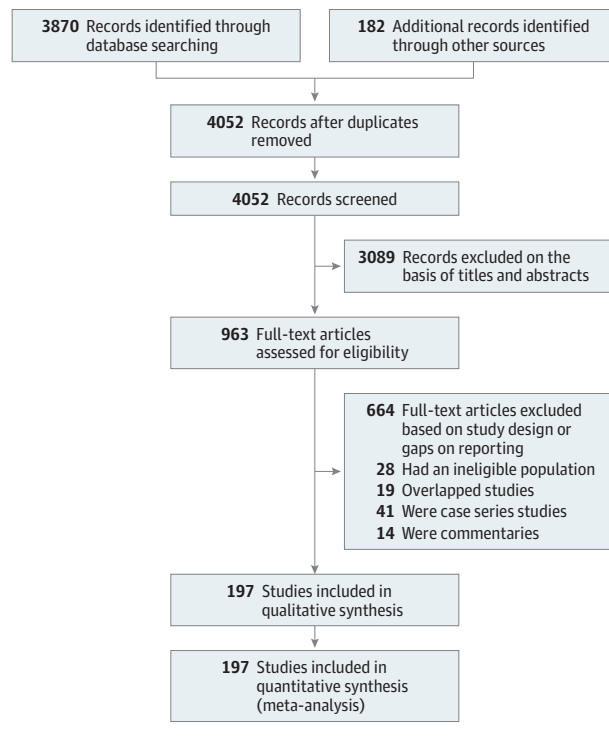 3870 Records identified through
database searching
182 Additional records identified
through other sources
4052 Records after duplicates
removed
4052 Records screened
3089 Records excluded on the
basis of titles and abstracts
963 Full-text articles
assessed for eligibility
664 Full-text articles excluded
based on study design or
gaps on reporting
28 Had an ineligible population
19 Overlapped studies
41 Were case series studies
14 Were commentaries
197 Studies included in
qualitative synthesis
197 Studies included in
quantitative synthesis
(meta-analysis)